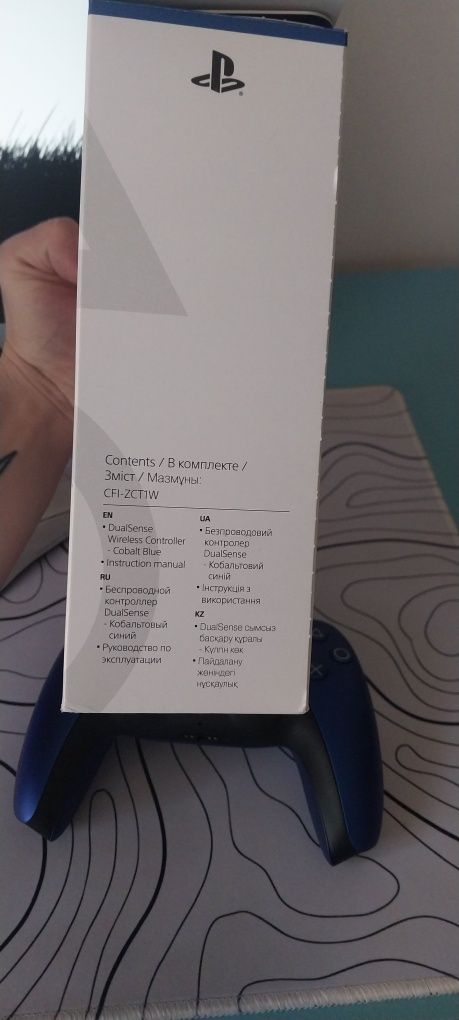 Contents / В комплекте /
Зміст / Мазмұны:
CFI-ZCT1W
EN
• DualSense
Wireless Controller
- Cobalt Blue
• Instruction manual
RU
• Беспроводной
контроллер
DualSense
- Кобальтовый
синий
• Руководство по
эксплуатации
UA
• Безпроводовий
контролер
DualSense
- Кобальтовий
синій
• Інструкція з
використання
KZ
• DualSense сымсыз
басқару құралы
- Күлгін көк
• Пайдалану
жөніндегі
нұсқаулық